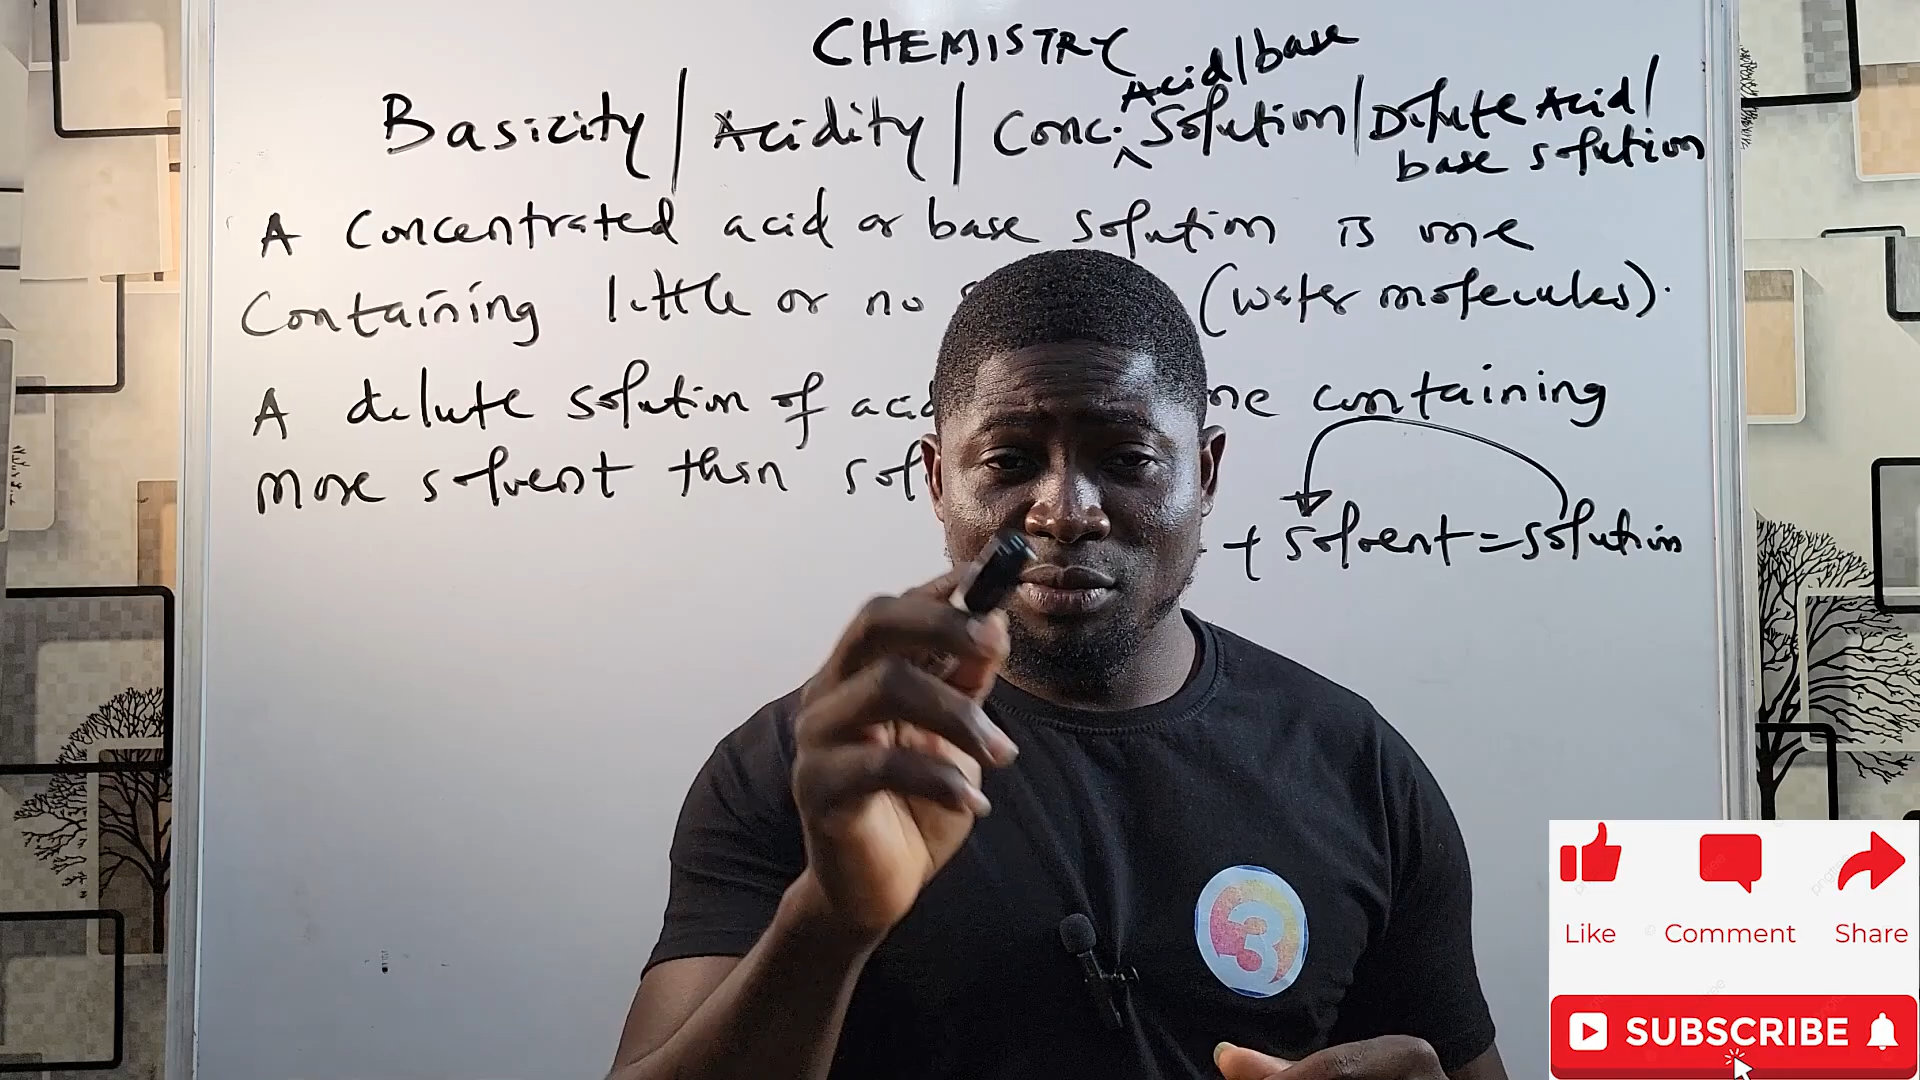 CHEMISTRY
Acid/base
Basicity / Acidity / Conc. ^ Solution / Dilute Acid /
base solution
A concentrated acid or base solution is one
containing little or no (water molecules).
A dilute solution of acid one containing
more solvent than
+ solvent = solution
3
Like Comment Share
SUBSCRIBE